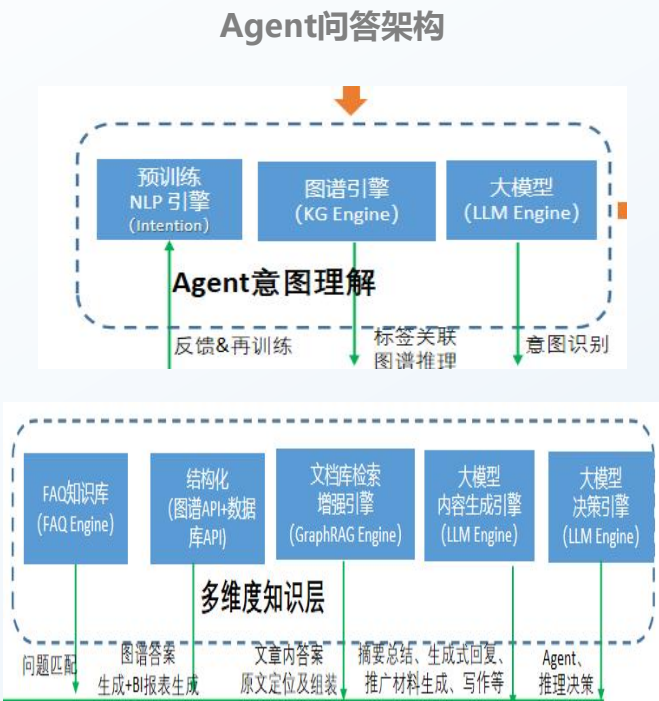 Agent问答架构
预训练
NLP 引擎
(Intention)
图谱引擎
(KG Engine)
大模型
(LLM Engine)
Agent意图理解
反馈&再训练
标签关联
图谱推理
意图识别
FAQ知识库
(FAQ Engine)
结构化
(图谱API+数据
库API)
文档库检索
增强引擎
(GraphRAG Engine)
大模型
内容生成引擎
(LLM Engine)
大模型
决策引擎
(LLM Engine)
多维度知识层
问题匹配
图谱答案
生成+BI报表生成
文章内答案
原文定位及组装
摘要总结、生成式回复、
推广材料生成、写作等
Agent、
推理决策